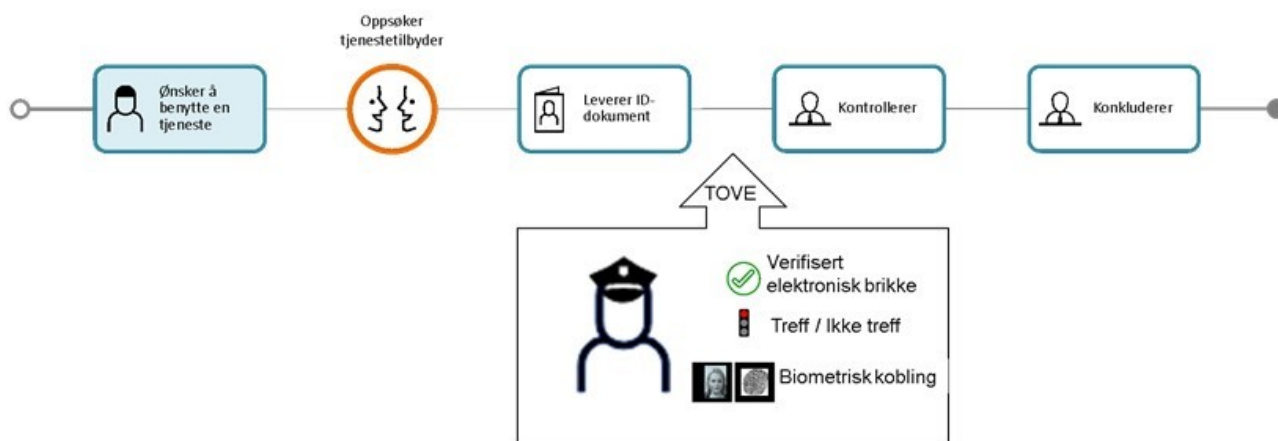 Oppsøker
tjenestetilbyder
Ønsker å
benytte en
tjeneste
Leverer ID-
dokument
Kontrollerer
Konkluderer
TOVE
Verifisert
elektronisk brikke
Treff / Ikke treff
Biometrisk kobling